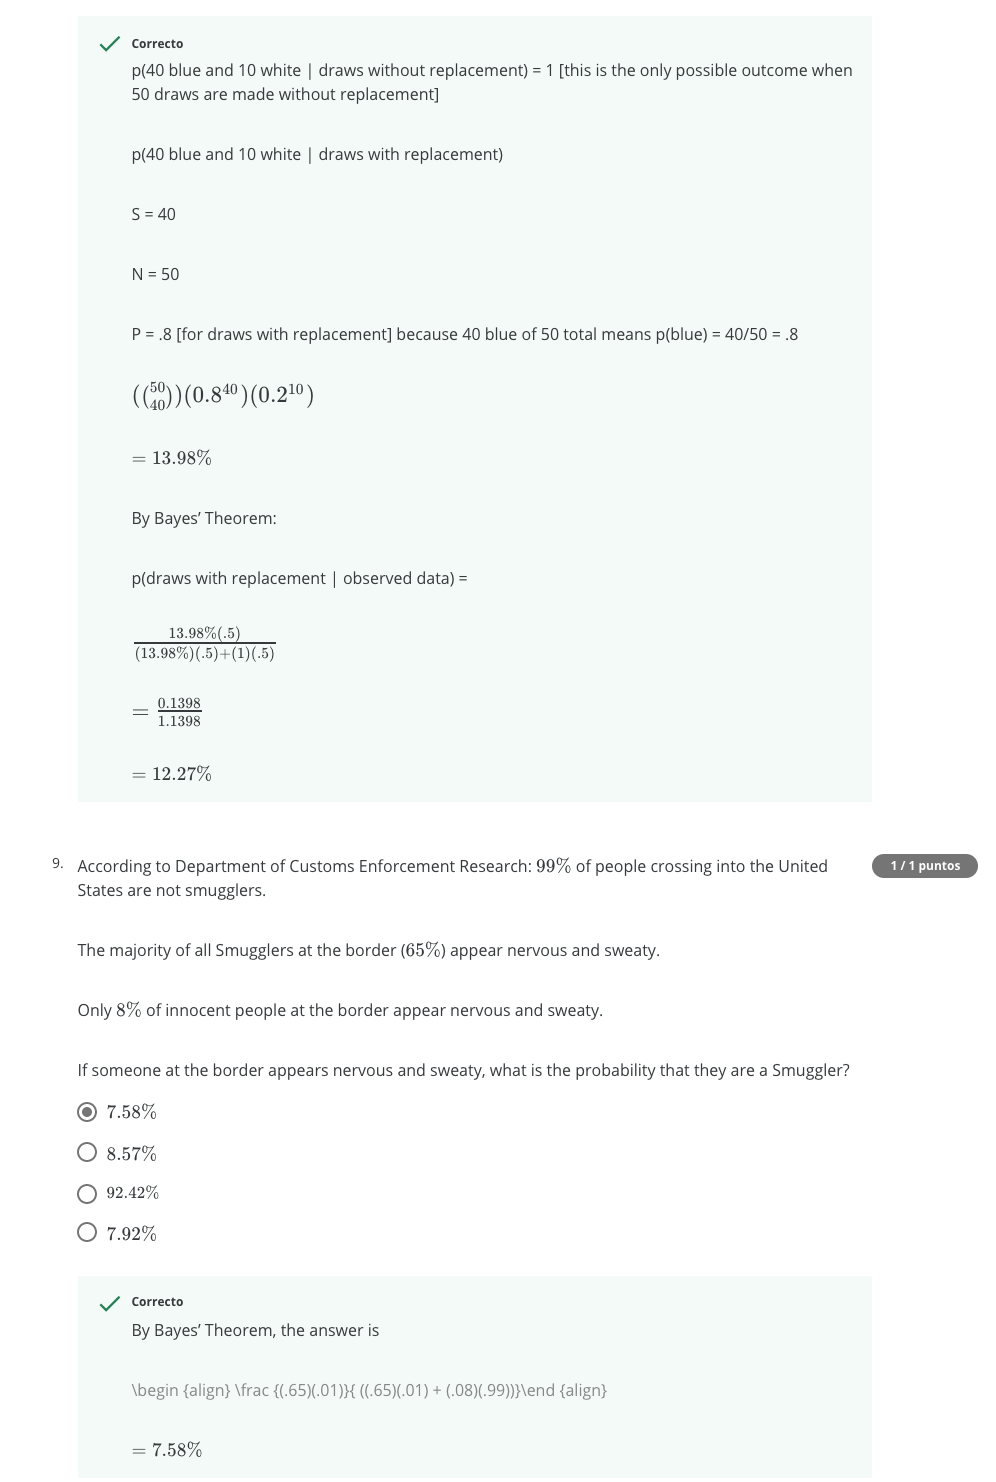 Correcto
p(40 blue and 10 white | draws without replacement) = 1 [this is the only possible outcome when
50 draws are made without replacement]
p(40 blue and 10 white | draws with replacement)
S = 40
N = 50
P = .8 [for draws with replacement] because 40 blue of 50 total means p(blue) = 40/50 = .8
((50 40))(0.8^40)(0.2^10)
= 13.98%
By Bayes’ Theorem:
p(draws with replacement | observed data) =
13.98%(.5)
(13.98%)(.5)+(1)(.5)
= 0.1398
1.1398
= 12.27%
9. According to Department of Customs Enforcement Research: 99% of people crossing into the United
1 / 1 puntos
States are not smugglers.
The majority of all Smugglers at the border (65%) appear nervous and sweaty.
Only 8% of innocent people at the border appear nervous and sweaty.
If someone at the border appears nervous and sweaty, what is the probability that they are a Smuggler?
7.58%
8.57%
92.42%
7.92%
Correcto
By Bayes’ Theorem, the answer is
\begin {align} \frac {(.65)(.01)}{ ((.65)(.01) + (.08)(.99))}\end {align}
= 7.58%